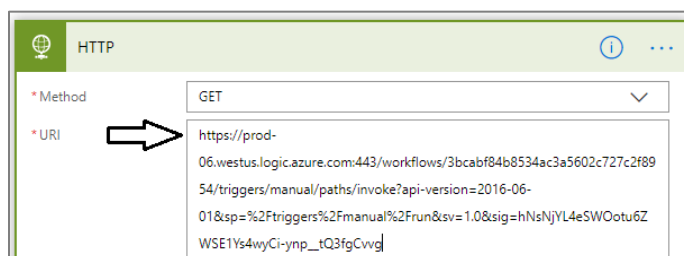 HTTP
* Method GET
* URI https://prod-
06.westus.logic.azure.com:443/workflows/3bcabf84b8534ac3a5602c727c2f89
54/triggers/manual/paths/invoke?api-version=2016-06-
01&sp=%2Ftriggers%2Fmanual%2Frun&sv=1.0&sig=hNsNjYL4eSWOotu6Z
WSE1Ys4wyCi-ynp__tQ3fgCvvg